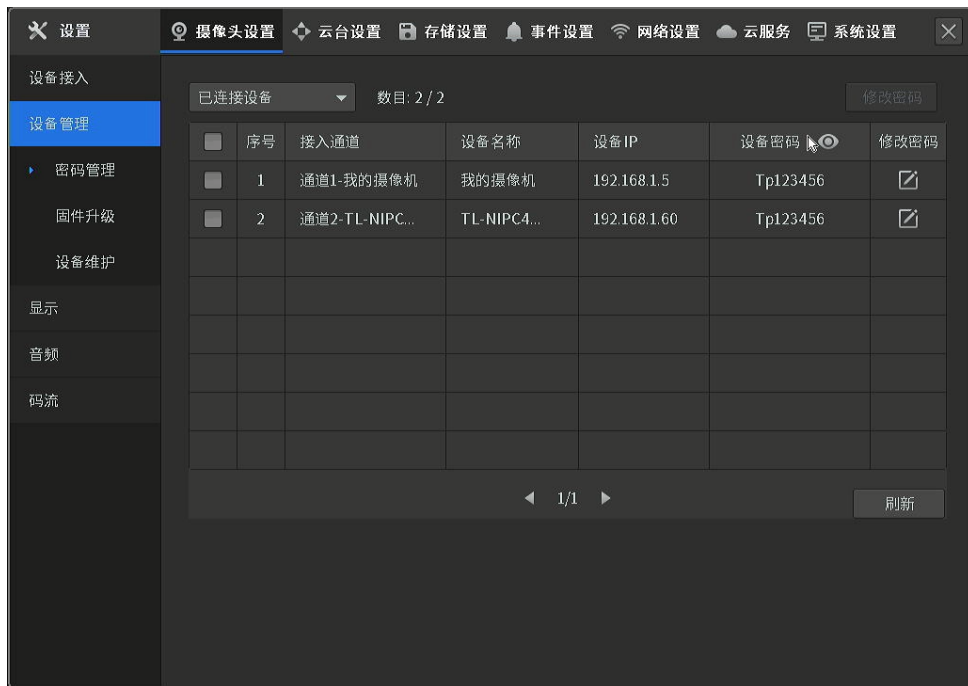 设置 摄像头设置 云台设置 存储设置 事件设置 网络设置 云服务 系统设置
设备接入
设备管理
密码管理
固件升级
设备维护
显示
音频
码流
已连接设备 数目: 2 / 2 修改密码
序号 接入通道 设备名称 设备IP 设备密码 修改密码
1 通道1-我的摄像机 我的摄像机 192.168.1.5 Tp123456
2 通道2-TL-NIPC... TL-NIPC4... 192.168.1.60 Tp123456
1/1
刷新